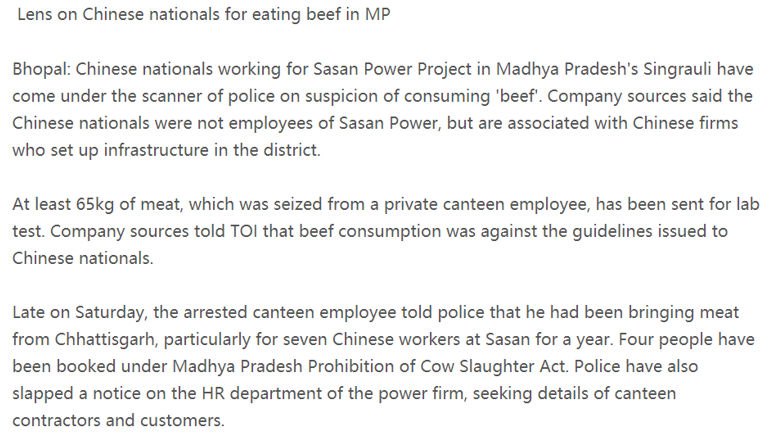 Lens on Chinese nationals for eating beef in MP
Bhopal: Chinese nationals working for Sasan Power Project in Madhya Pradesh's Singrauli have
come under the scanner of police on suspicion of consuming 'beef'. Company sources said the
Chinese nationals were not employees of Sasan Power, but are associated with Chinese firms
who set up infrastructure in the district.
At least 65kg of meat, which was seized from a private canteen employee, has been sent for lab
test. Company sources told TOI that beef consumption was against the guidelines issued to
Chinese nationals.
Late on Saturday, the arrested canteen employee told police that he had been bringing meat
from Chhattisgarh, particularly for seven Chinese workers at Sasan for a year. Four people have
been booked under Madhya Pradesh Prohibition of Cow Slaughter Act. Police have also
slapped a notice on the HR department of the power firm, seeking details of canteen
contractors and customers.